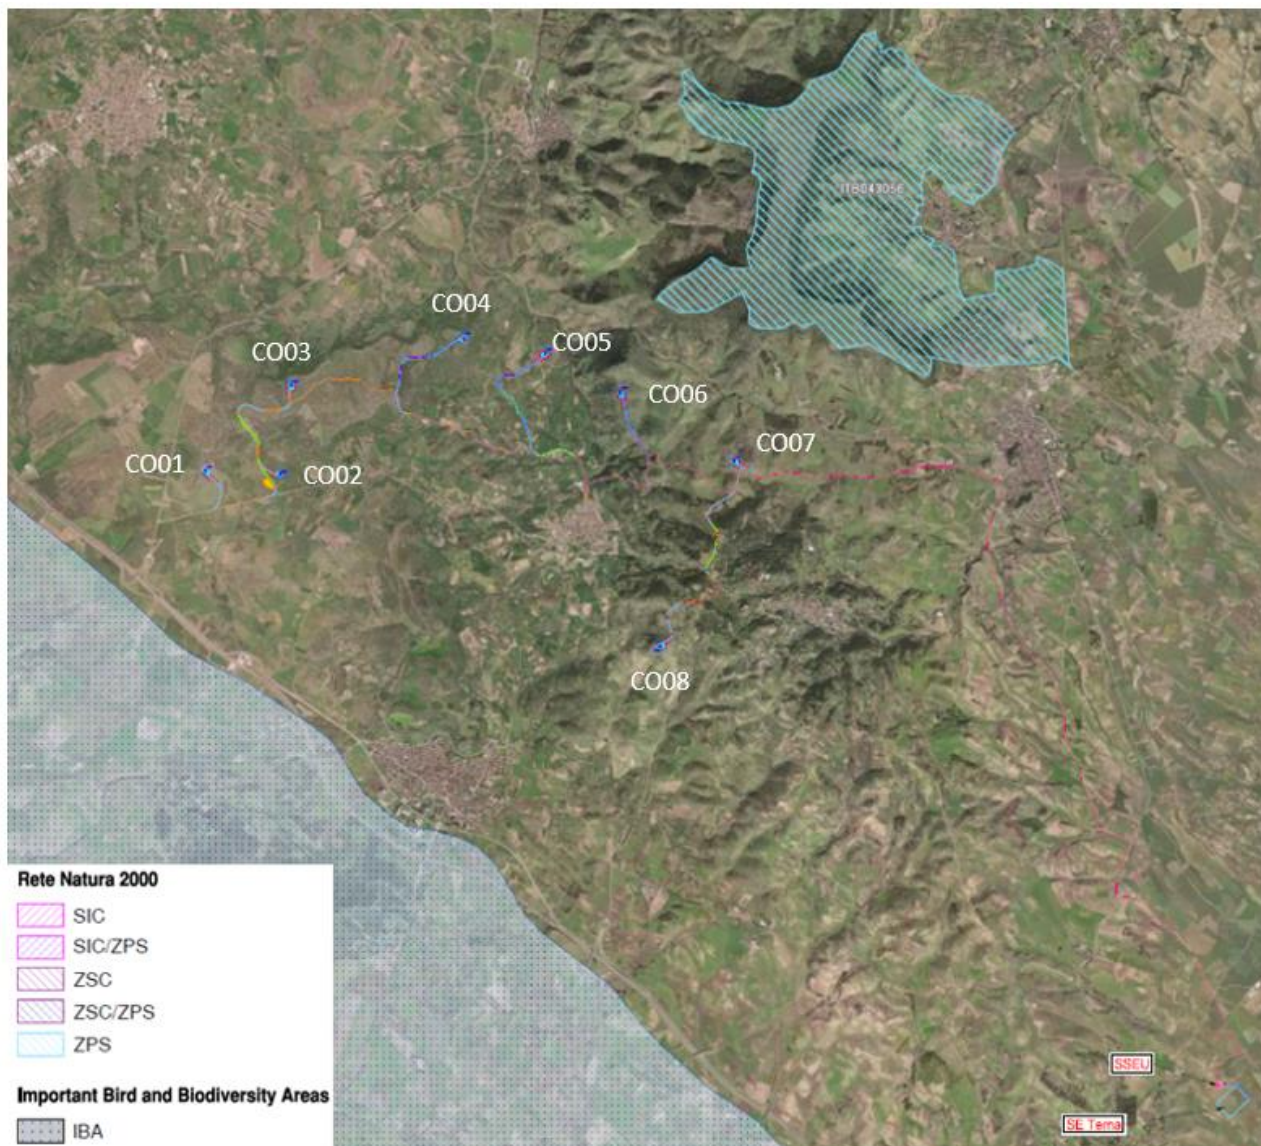 ITB043056
CO04
CO05
CO03
CO06
CO07
CO01
CO02
CO08
Rete Natura 2000
SIC
SIC/ZPS
ZSC
ZSC/ZPS
ZPS
Important Bird and Biodiversity Areas
IBA
SSEU
SE Terna